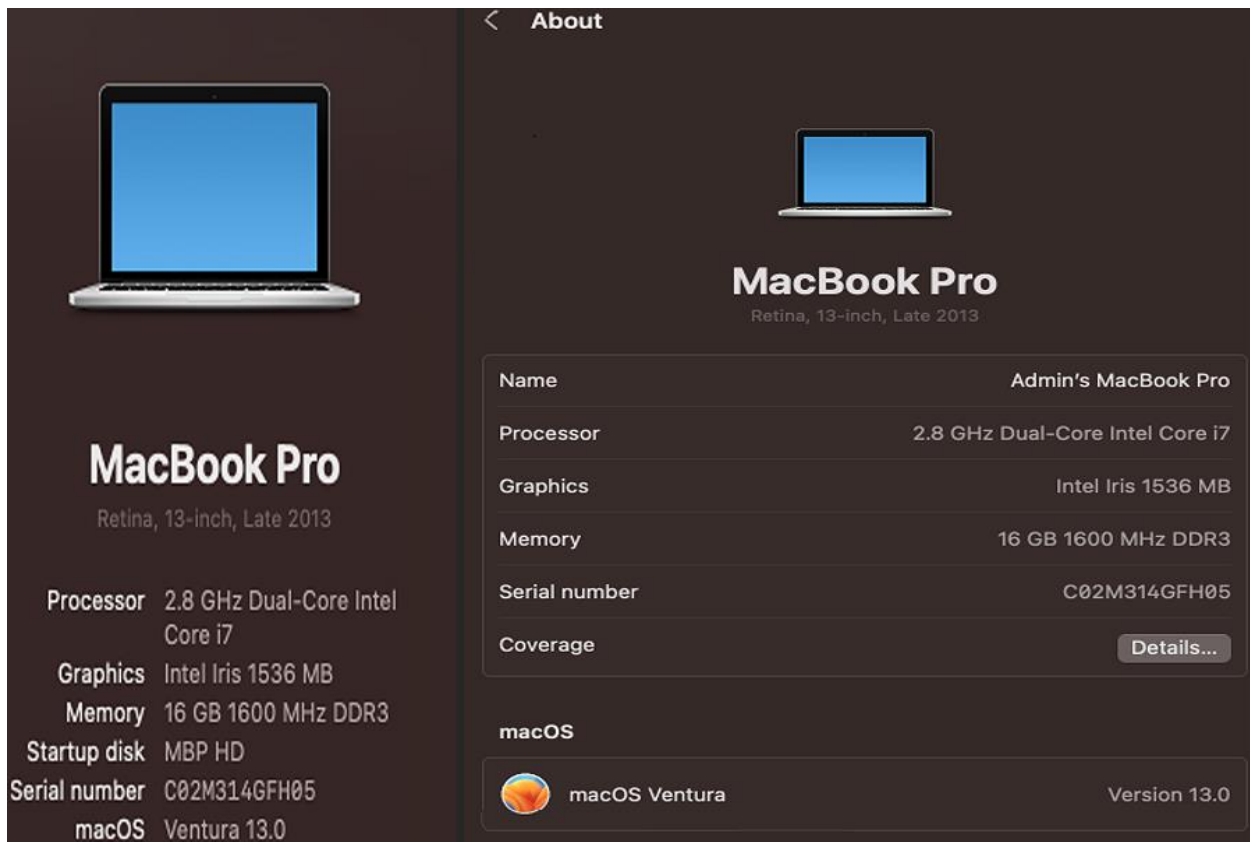 MacBook Pro
Retina, 13-inch, Late 2013
Processor 2.8 GHz Dual-Core Intel
Core i7
Graphics Intel Iris 1536 MB
Memory 16 GB 1600 MHz DDR3
Startup disk MBP HD
Serial number C02M314GFH05
macOS Ventura 13.0
About
MacBook Pro
Retina, 13-inch, Late 2013
Name Admin's MacBook Pro
Processor 2.8 GHz Dual-Core Intel Core i7
Graphics Intel Iris 1536 MB
Memory 16 GB 1600 MHz DDR3
Serial number C02M314GFH05
Coverage Details...
macOS
macOS Ventura Version 13.0